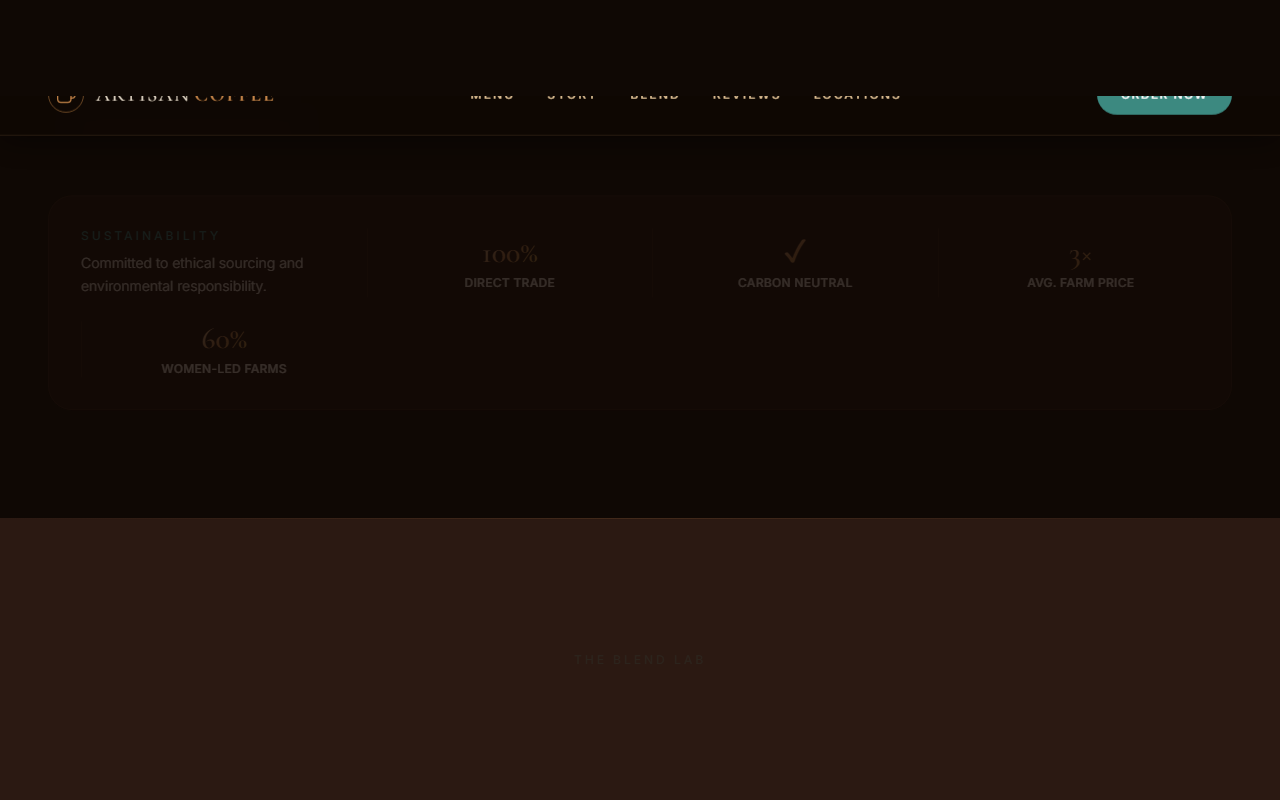 ARTISAN COFFEE
MENU STORY BLEND REVIEWS LOCATIONS
ORDER NOW
SUSTAINABILITY
Committed to ethical sourcing and
environmental responsibility.
100%
DIRECT TRADE
✓
CARBON NEUTRAL
3×
AVG. FARM PRICE
60%
WOMEN-LED FARMS
THE BLEND LAB